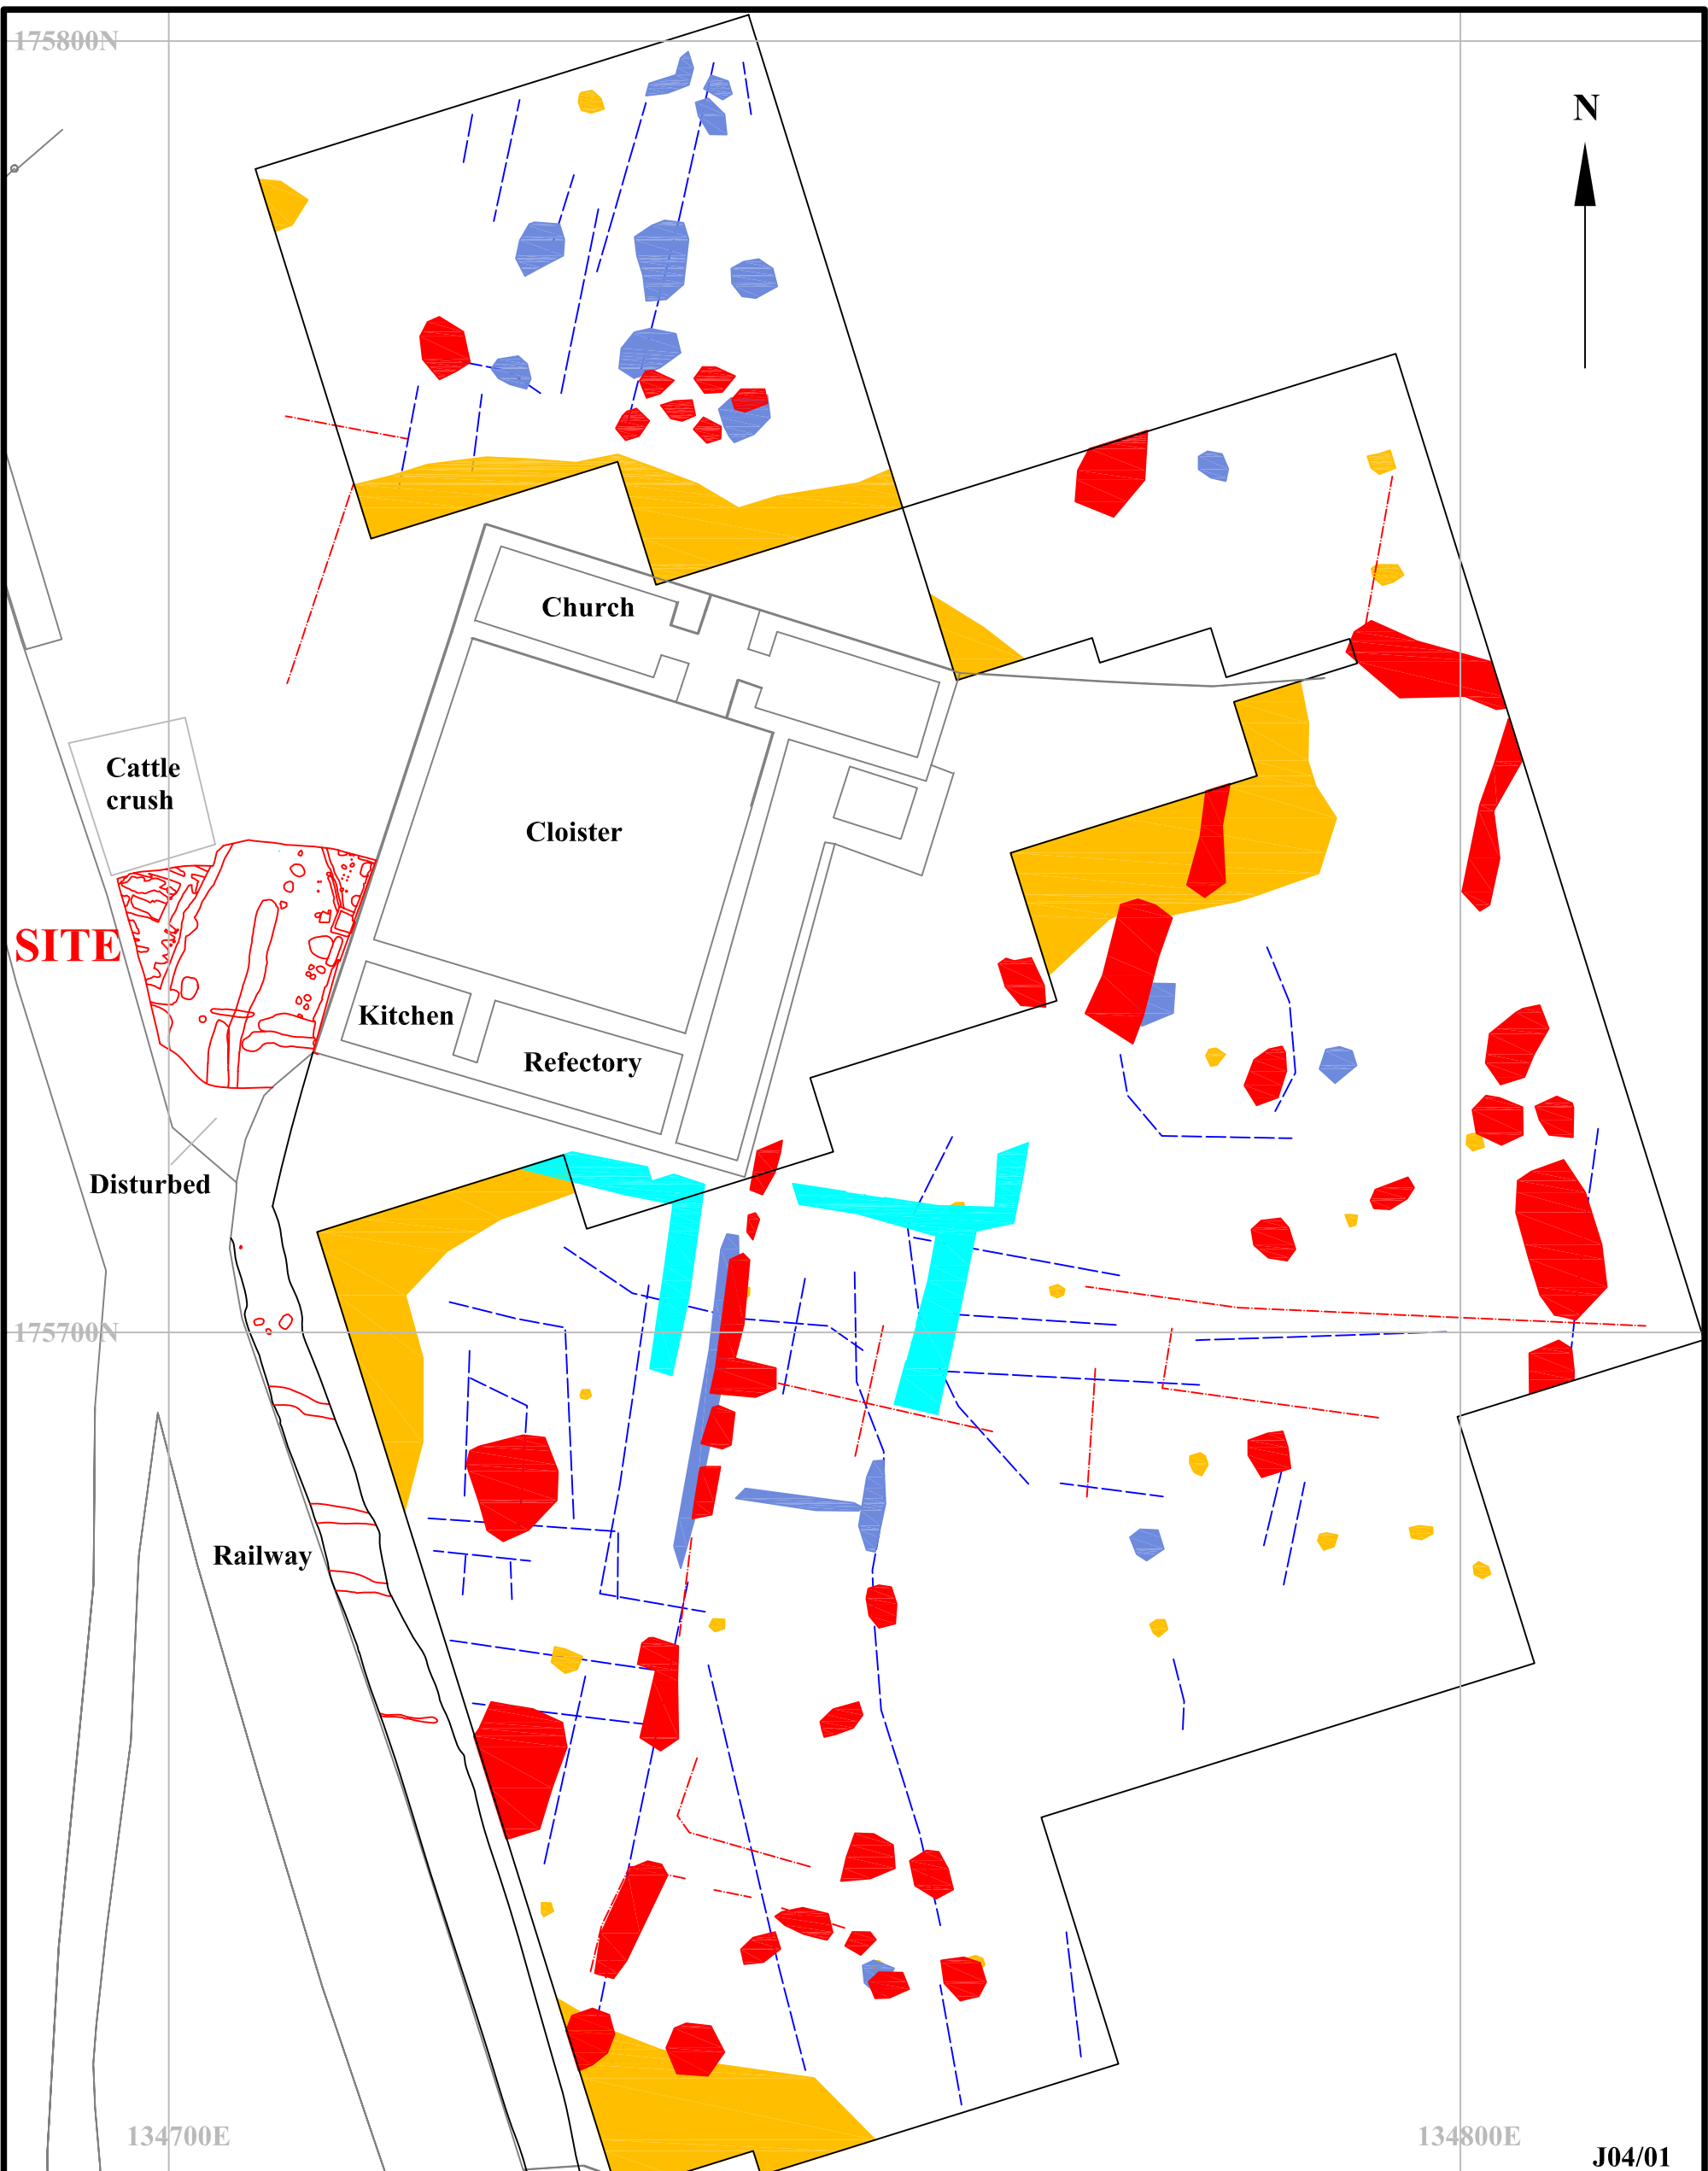 175800N
N
Church
Cattle
crush
Cloister
SITE
Kitchen
Refectory
Disturbed
175700N
Railway
134700E
134800E
J04/01